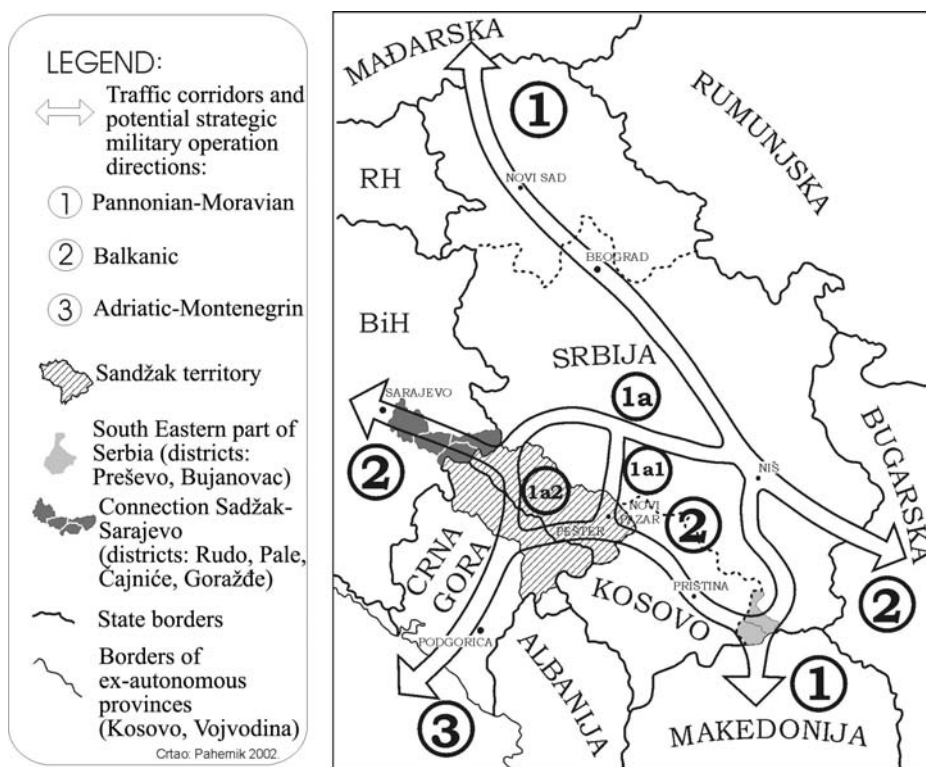 LEGEND:
Traffic corridors and
potential strategic
military operation
directions:
1 Pannonian-Moravian
2 Balkanic
3 Adriatic-Montenegrin
Sandžak territory
South Eastern part of
Serbia (districts:
Preševo, Bujanovac)
Connection Sadžak-
Sarajevo
(districts: Rudo, Pale,
Čajniće, Goražđe)
State borders
Borders of
ex-autonomous
provinces
(Kosovo, Vojvodina)
Crtao: Pahernik 2002.
MAĐARSKA
1
RUMUNJSKA
RH
NOVI SAD
BEOGRAD
BiH
SRBIJA
SARAJEVO
1a
BUGARSKA
2
1a2
1a1
NIŠ
NOVI
PAZAR
2
PEŠTER
CRNA
GORA
KOSOVO
PRIŠTINA
2
PODGORICA
ALBANIJA
1
3
MAKEDONIJA